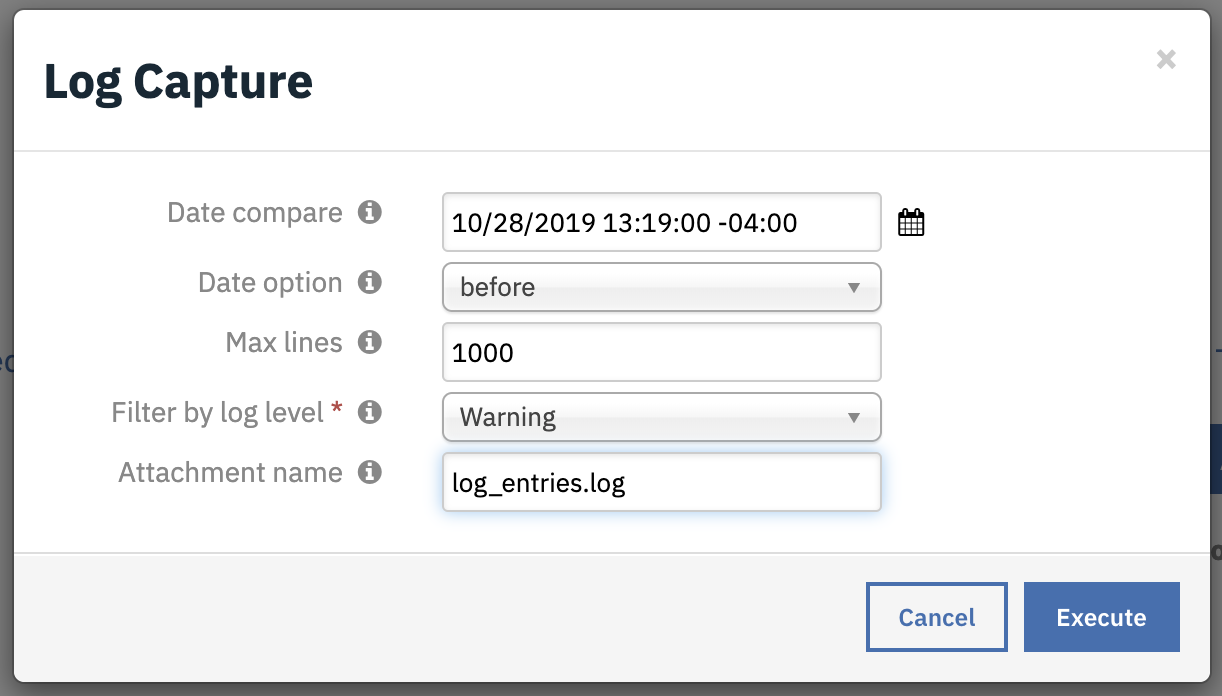 Log Capture
Date compare
10/28/2019 13:19:00 -04:00
Date option
before
Max lines
1000
Filter by log level *
Warning
Attachment name
log_entries.log
Cancel
Execute